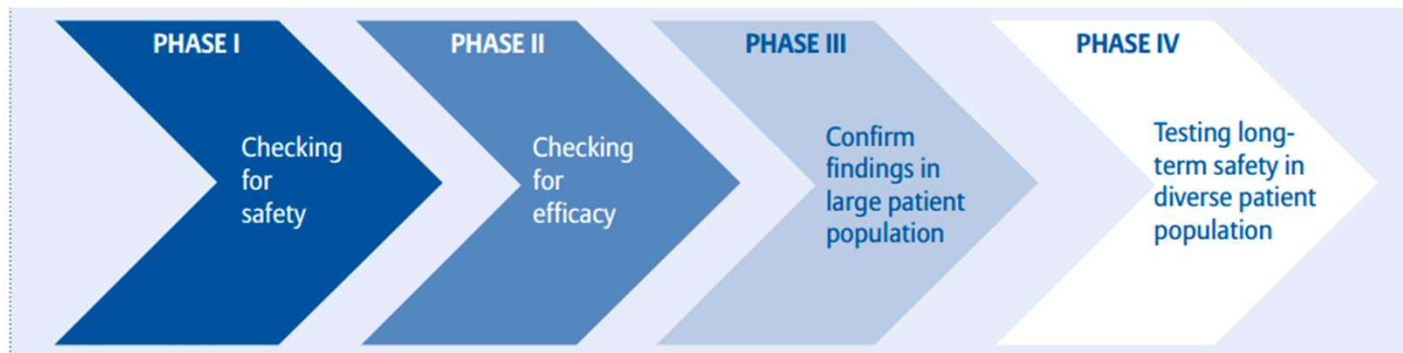 PHASE I
Checking
for
safety
PHASE II
Checking
for
efficacy
PHASE III
Confirm
findings in
large patient
population
PHASE IV
Testing long-
term safety in
diverse patient
population